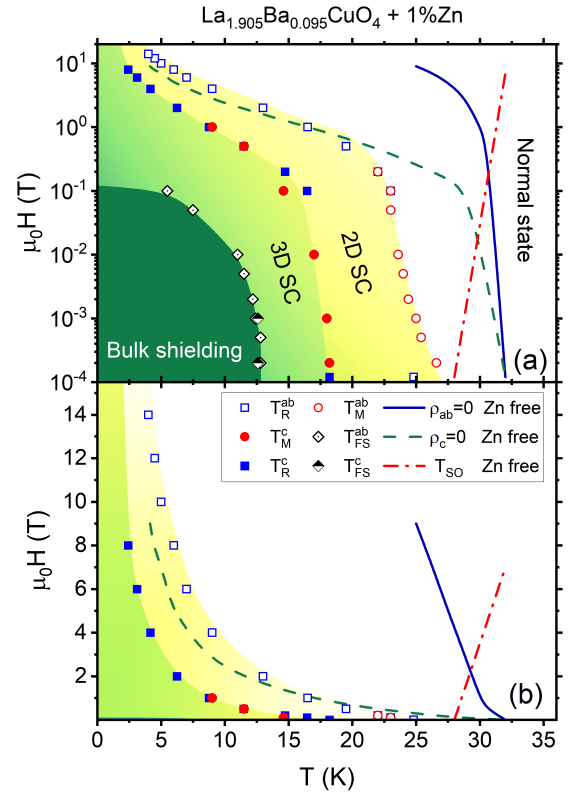 La1.905Ba0.095CuO4 + 1%Zn
10^1
10^0
10^-1
10^-2
10^-3
10^-4
μ0H (T)
Normal state
2D SC
3D SC
Bulk shielding
(a)
T_R^ab T_M^ab ρab=0 Zn free
T_M^c T_FS^ab ρc=0 Zn free
T_R^c T_FS^c T_SO Zn free
14
12
10
8
6
4
2
μ0H (T)
(b)
0 5 10 15 20 25 30 35
T (K)